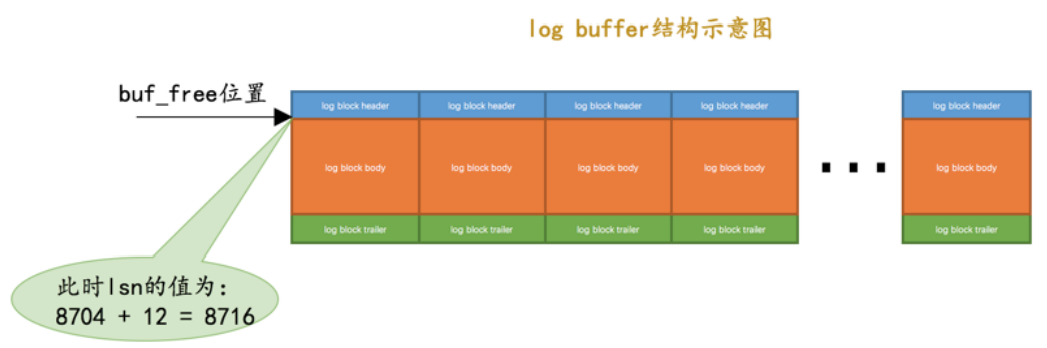 log buffer结构示意图
buf_free位置
log block header log block header log block header log block header log block header
log block body log block body log block body log block body log block body
log block trailer log block trailer log block trailer log block trailer log block trailer
此时lsn的值为：
8704 + 12 = 8716